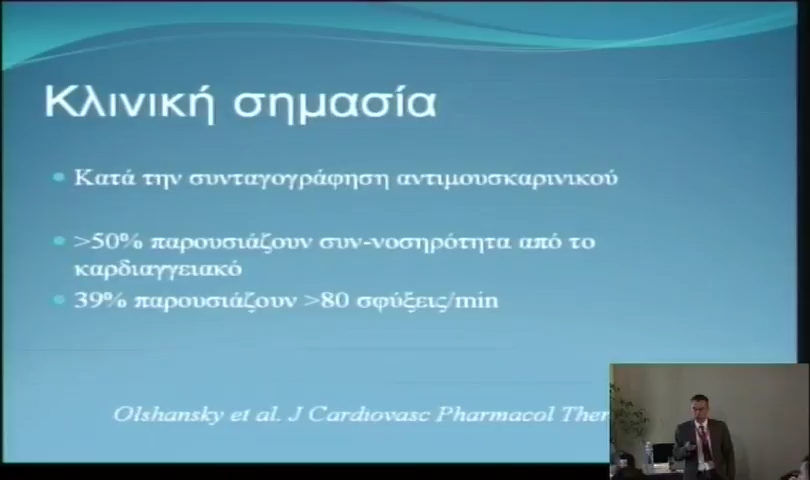 Κλινική σημασία
Κατά την συνταγογράφηση αντιμουσκαρινικού
>50% παρουσιάζουν συν-νοσηρότητα από το
καρδιαγγειακό
39% παρουσιάζουν >80 σφύξεις/min
Olshansky et al. J Cardiovasc Pharmacol Ther